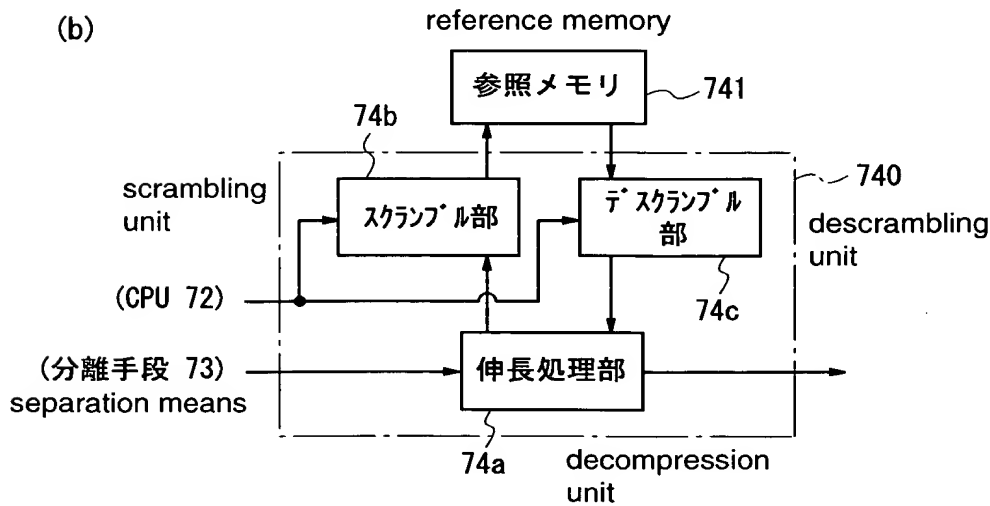 (b)
reference memory
参照メモリ
741
74b
scrambling
unit
スクランブル部
デスクランブル
部
740
descrambling
unit
74c
(CPU 72)
(分離手段 73)
separation means
伸長処理部
74a
decompression
unit